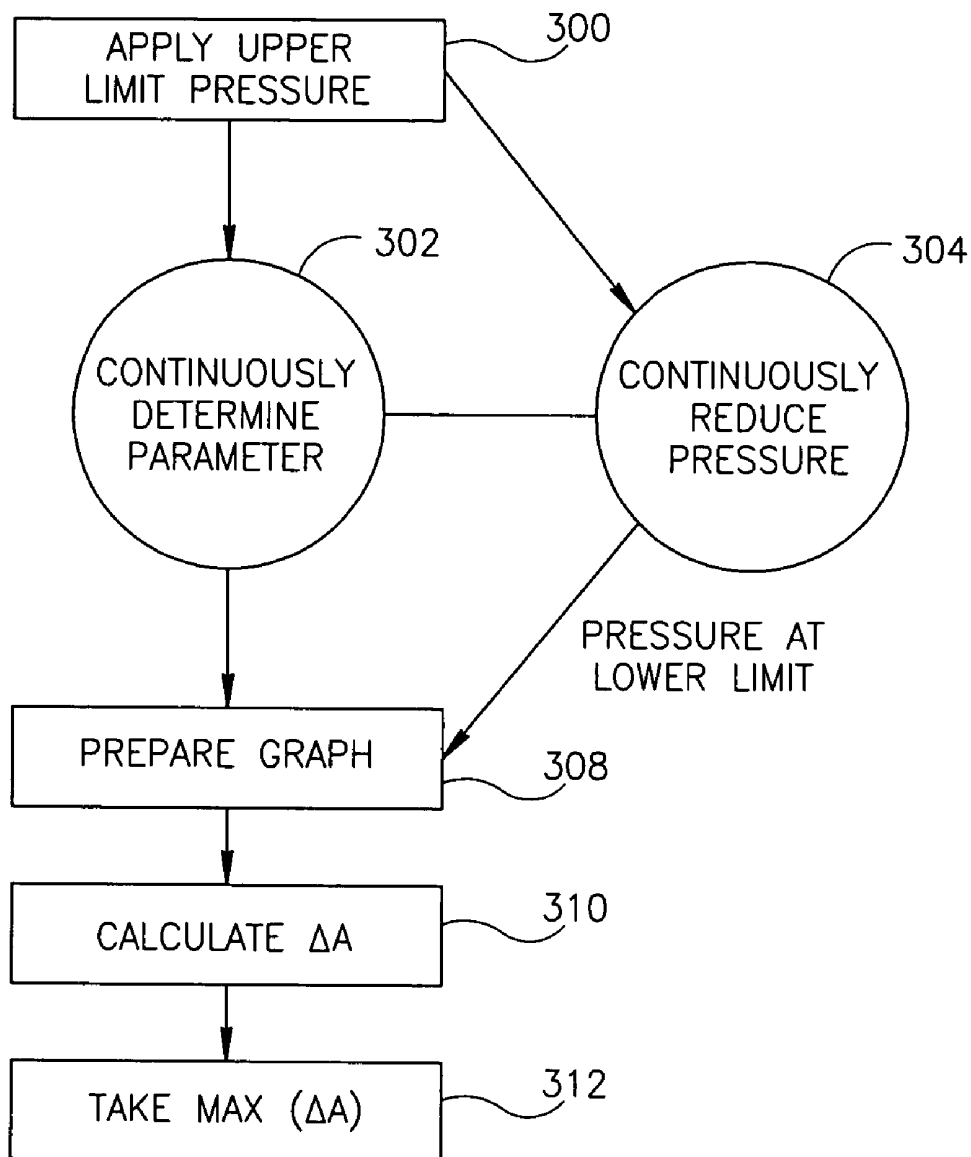 300
APPLY UPPER
LIMIT PRESSURE
302
304
CONTINUOUSLY
DETERMINE
PARAMETER
CONTINUOUSLY
REDUCE
PRESSURE
PRESSURE AT
LOWER LIMIT
PREPARE GRAPH
308
CALCULATE ΔA
310
TAKE MAX (ΔA)
312